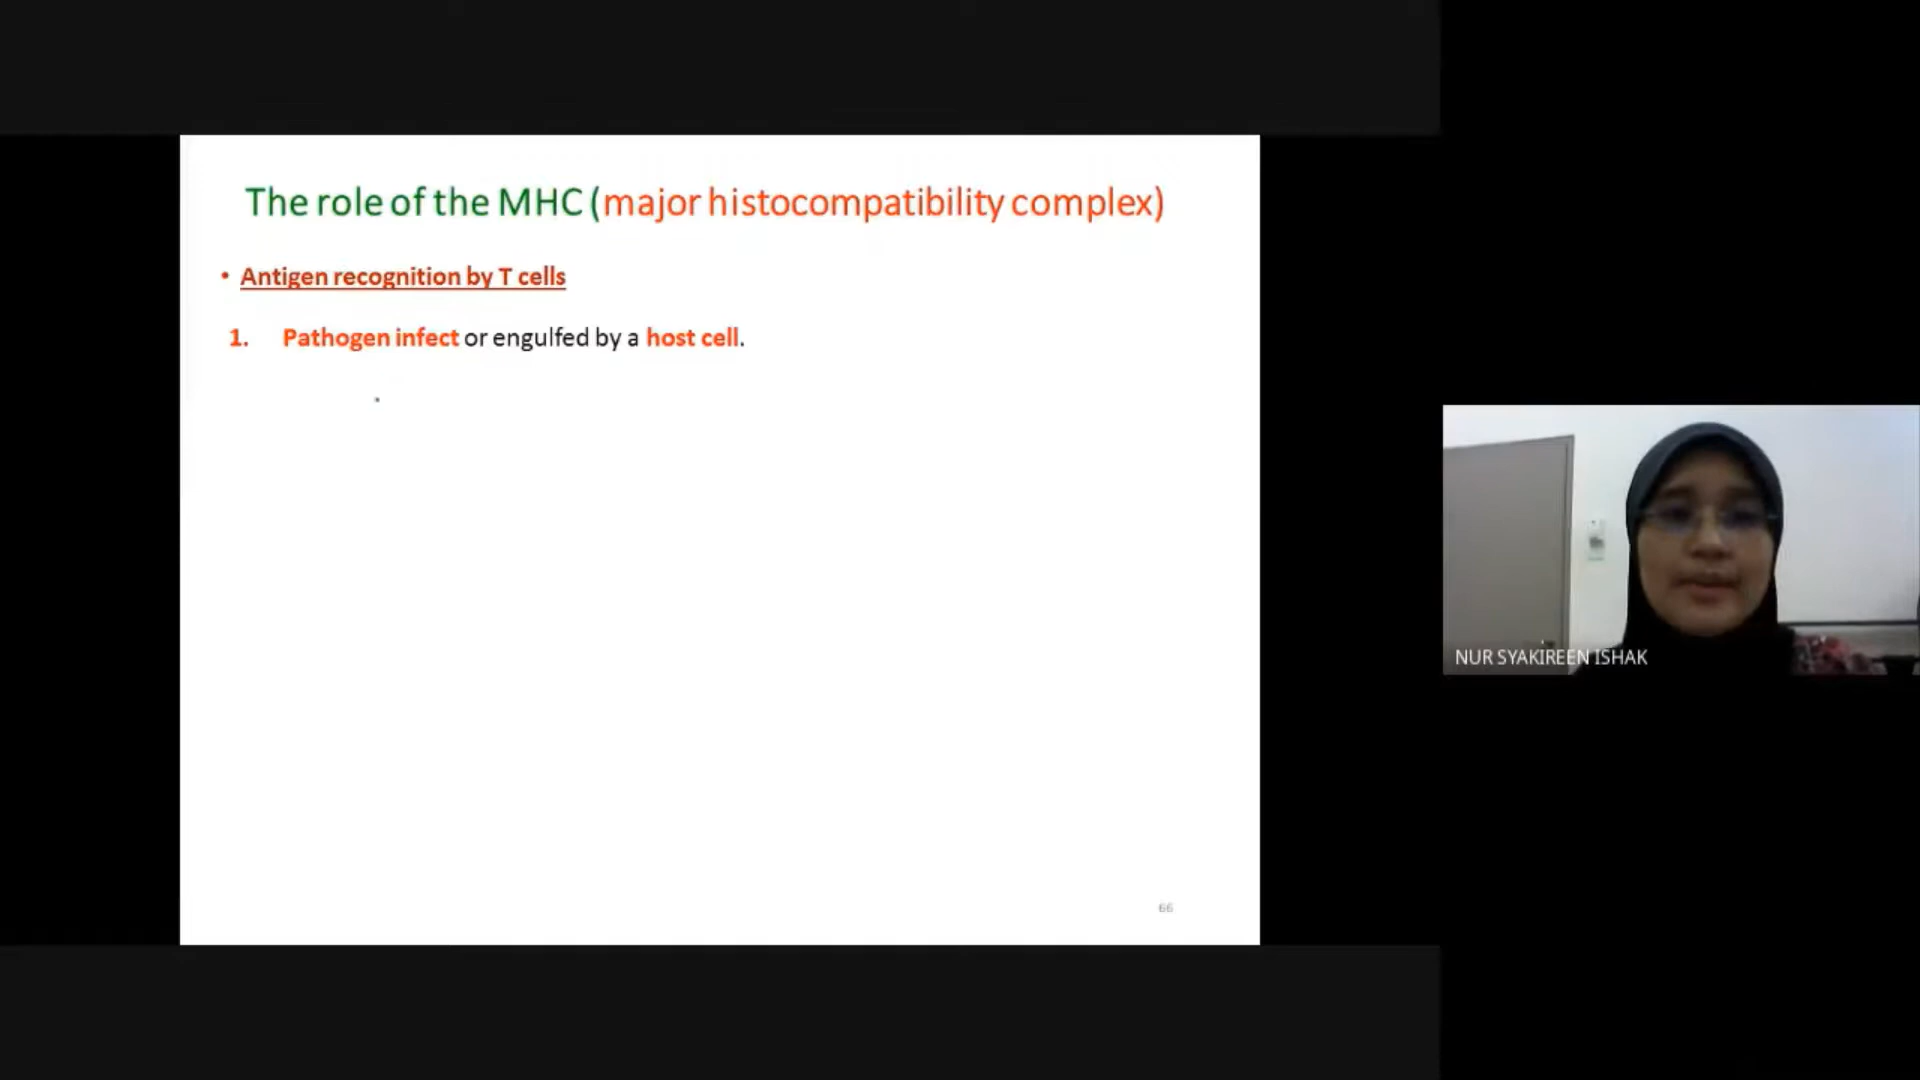 The role of the MHC (major histocompatibility complex)
• Antigen recognition by T cells
1. Pathogen infect or engulfed by a host cell.
66
NUR SYAKIREEN ISHAK